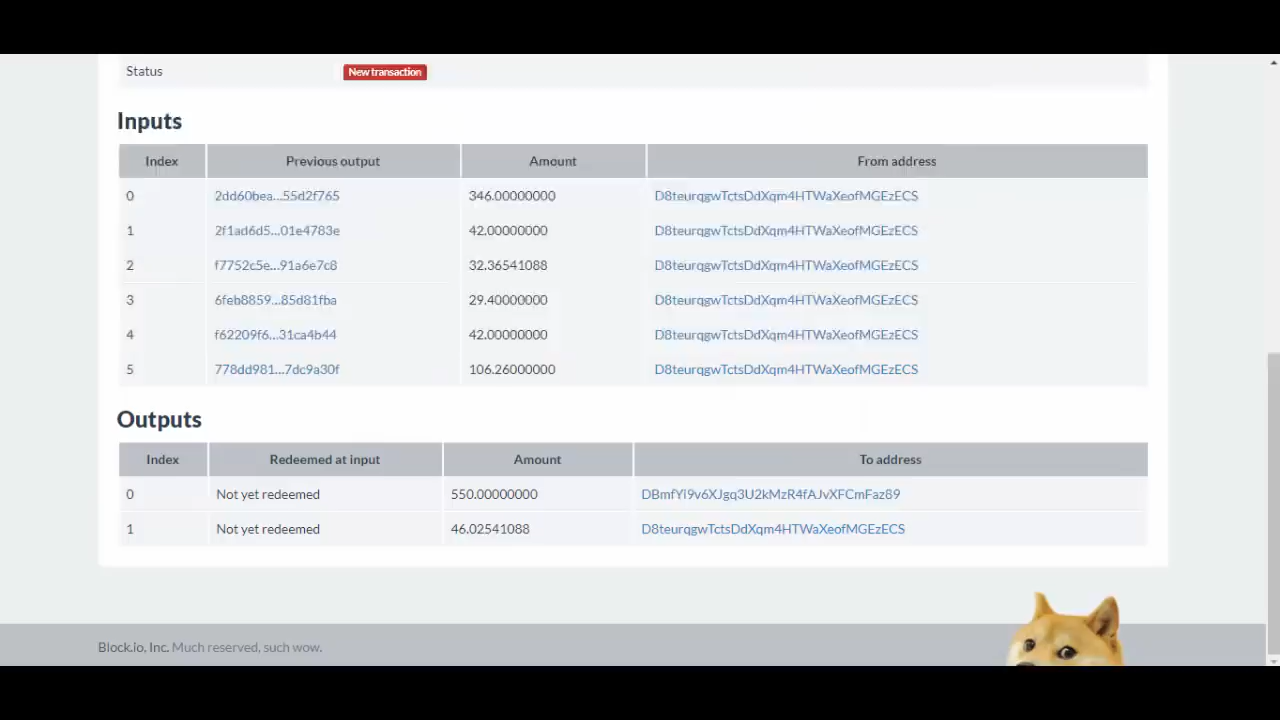 Status New transaction
Inputs
Index Previous output Amount From address
0 2dd60bea...55d2f765 346.00000000 D8teurqgwTctsDdXqm4HTWaXeofMGEzECS
1 2f1ad6d5...01e4783e 42.00000000 D8teurqgwTctsDdXqm4HTWaXeofMGEzECS
2 f7752c5e...91a6e7c8 32.36541088 D8teurqgwTctsDdXqm4HTWaXeofMGEzECS
3 6feb8859...85d81fba 29.40000000 D8teurqgwTctsDdXqm4HTWaXeofMGEzECS
4 f62209f6...31ca4b44 42.00000000 D8teurqgwTctsDdXqm4HTWaXeofMGEzECS
5 778dd981...7dc9a30f 106.26000000 D8teurqgwTctsDdXqm4HTWaXeofMGEzECS
Outputs
Index Redeemed at input Amount To address
0 Not yet redeemed 550.00000000 DBmfYi9v6XJgq3U2kMzR4fAJvXFCmFaz89
1 Not yet redeemed 46.02541088 D8teurqgwTctsDdXqm4HTWaXeofMGEzECS
Block.io, Inc. Much reserved, such wow.